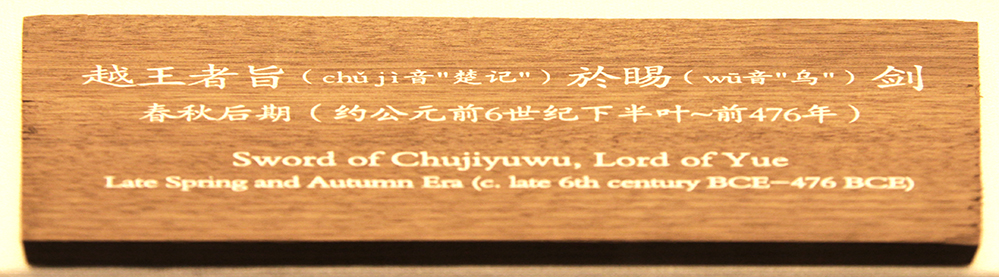 越王者旨（chǔ jì音"楚记"）於睗（wū音"乌"）剑
春秋后期（约公元前6世纪下半叶~前476年）
Sword of Chujiyuwu, Lord of Yue
Late Spring and Autumn Era (c. late 6th century BCE-476 BCE)